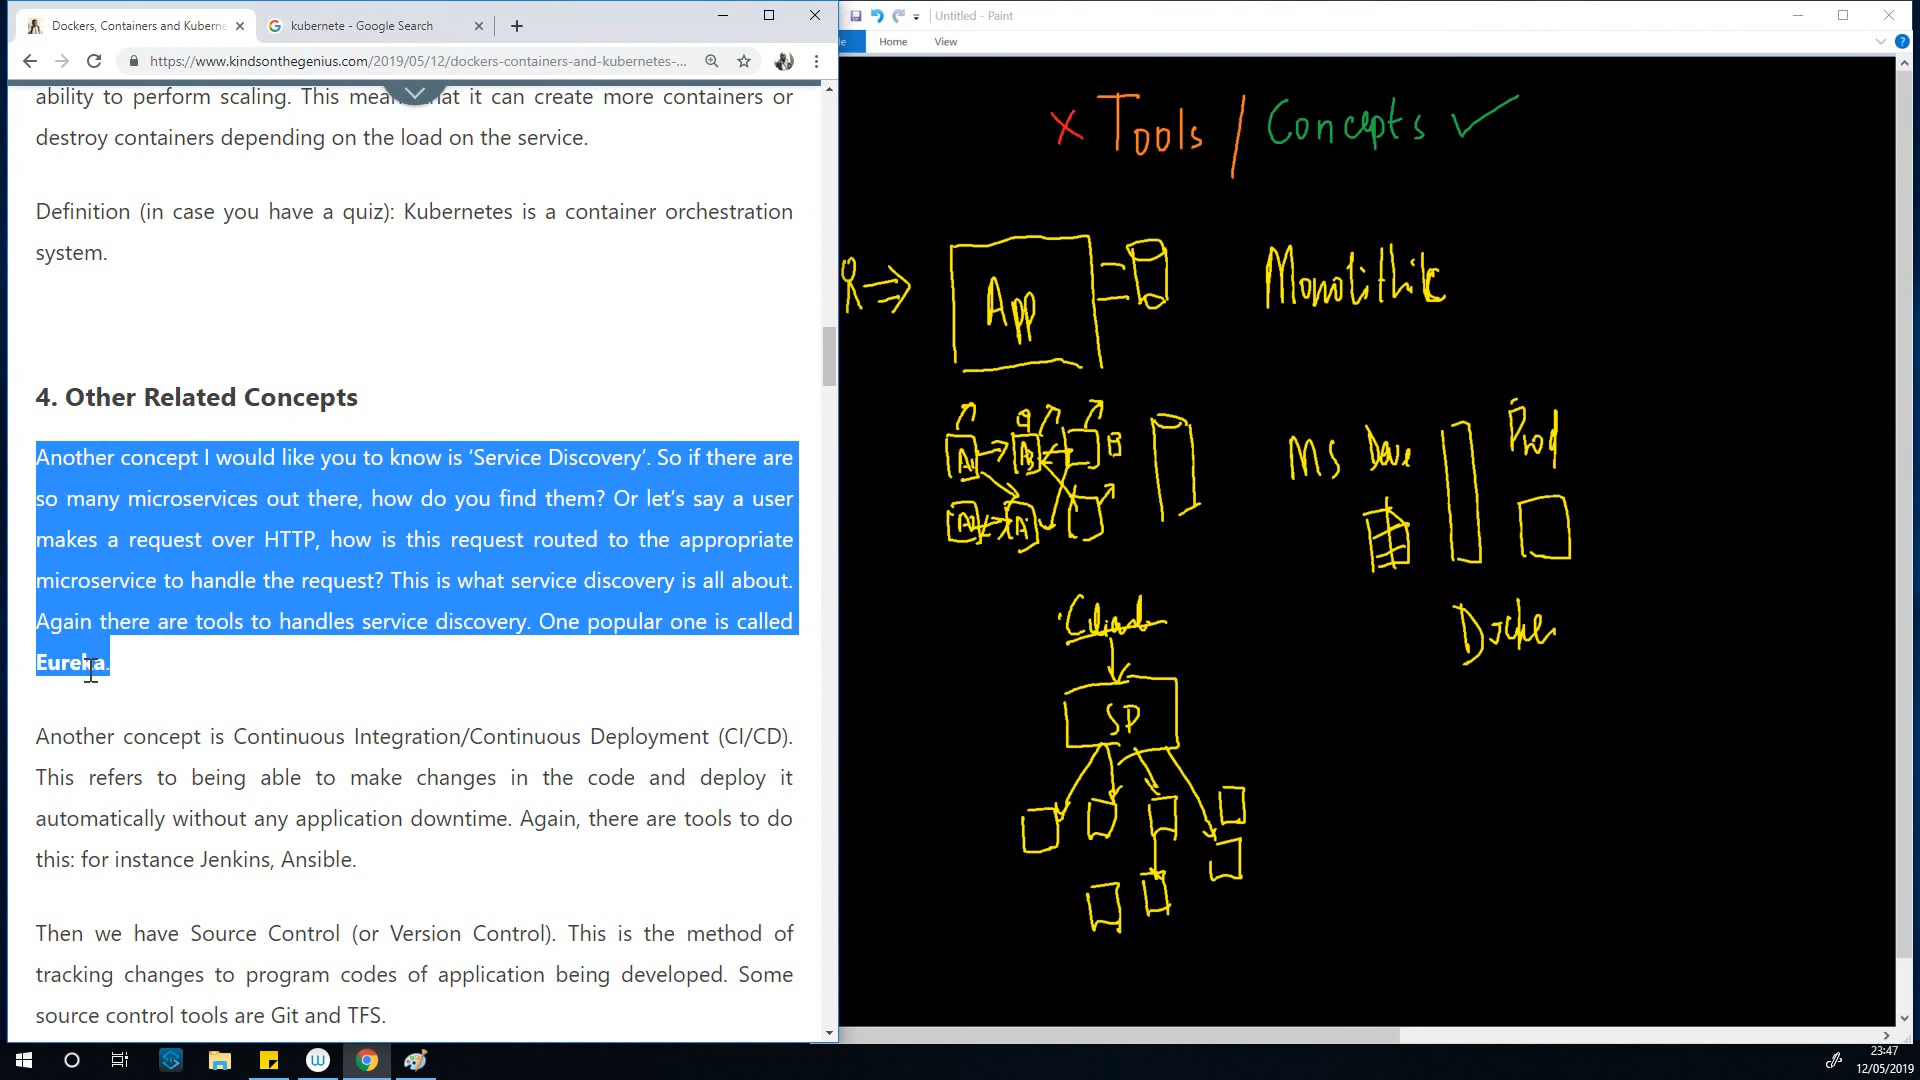 Dockers, Containers and Kuberne
kubernete - Google Search
https://www.kindsonthegenius.com/2019/05/12/dockers-containers-and-kubernetes-...
ability to perform scaling. This means that it can create more containers or
destroy containers depending on the load on the service.
Definition (in case you have a quiz): Kubernetes is a container orchestration
system.
4. Other Related Concepts
Another concept I would like you to know is ‘Service Discovery’. So if there are
so many microservices out there, how do you find them? Or let’s say a user
makes a request over HTTP, how is this request routed to the appropriate
microservice to handle the request? This is what service discovery is all about.
Again there are tools to handles service discovery. One popular one is called
Eureka.
Another concept is Continuous Integration/Continuous Deployment (CI/CD).
This refers to being able to make changes in the code and deploy it
automatically without any application downtime. Again, there are tools to do
this: for instance Jenkins, Ansible.
Then we have Source Control (or Version Control). This is the method of
tracking changes to program codes of application being developed. Some
source control tools are Git and TFS.
Untitled - Paint
Home View
Tools / Concepts
App
Monolithic
MS Deve Prod
Docker
SP
23:47
12/05/2019